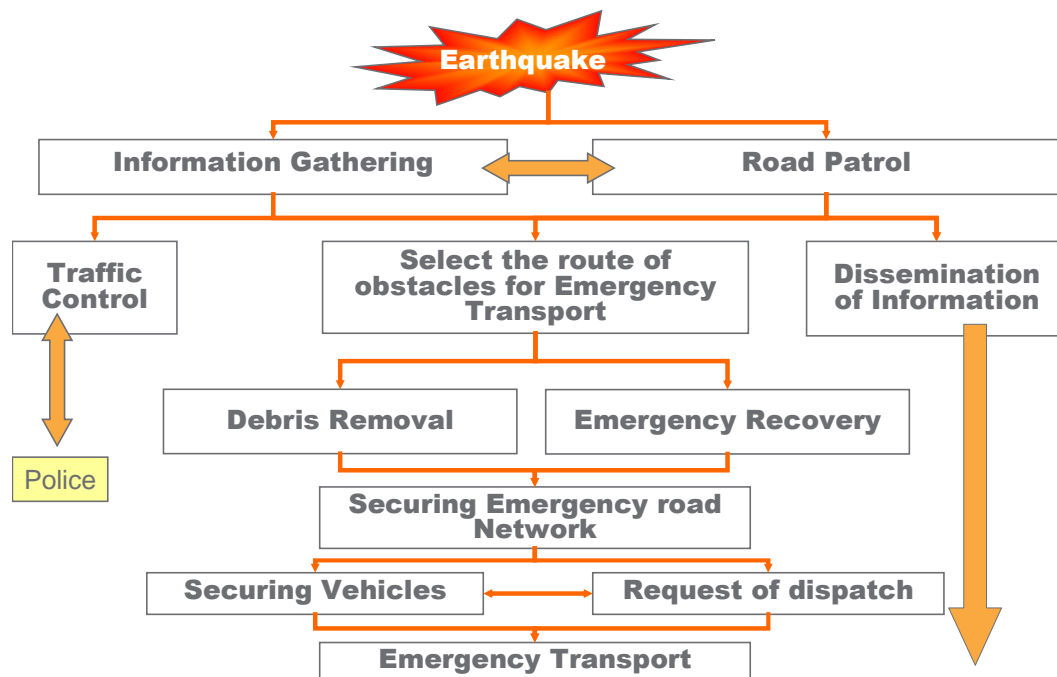 Earthquake
Information Gathering
Road Patrol
Traffic
Control
Select the route of
obstacles for Emergency
Transport
Dissemination
of Information
Debris Removal
Emergency Recovery
Police
Securing Emergency road
Network
Securing Vehicles
Request of dispatch
Emergency Transport